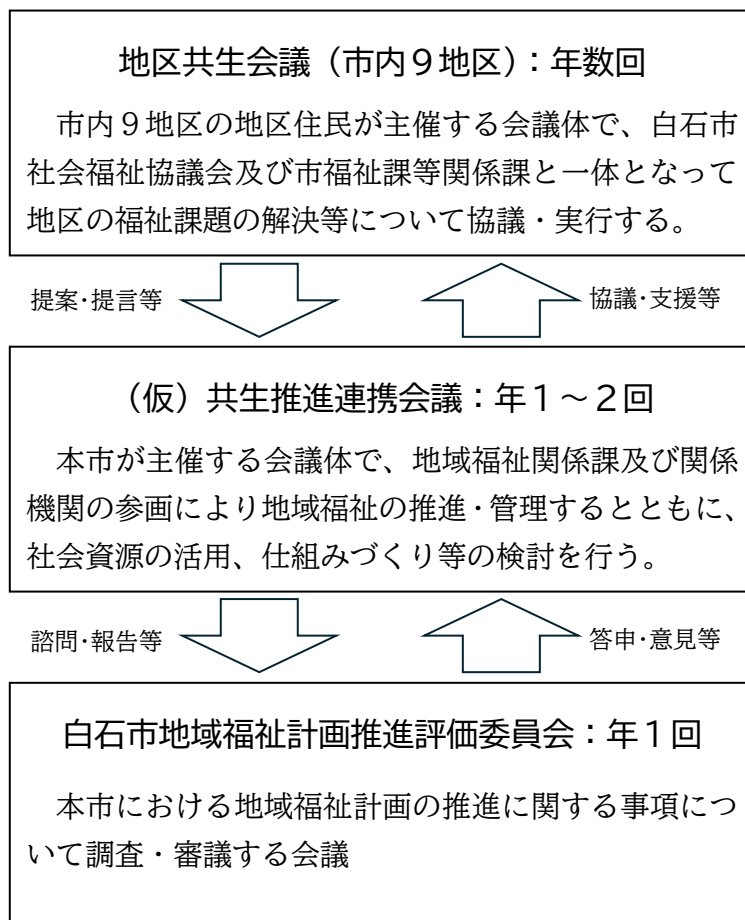 地区共生会議（市内９地区）：年数回
　市内９地区の地区住民が主催する会議体で、白石市
社会福祉協議会及び市福祉課等関係課と一体となって
地区の福祉課題の解決等について協議・実行する。
提案・提言等
協議・支援等
（仮）共生推進連携会議：年１～２回
　本市が主催する会議体で、地域福祉関係課及び関係
機関の参画により地域福祉の推進・管理するとともに、
社会資源の活用、仕組みづくり等の検討を行う。
諮問・報告等
答申・意見等
白石市地域福祉計画推進評価委員会：年１回
　本市における地域福祉計画の推進に関する事項につ
いて調査・審議する会議